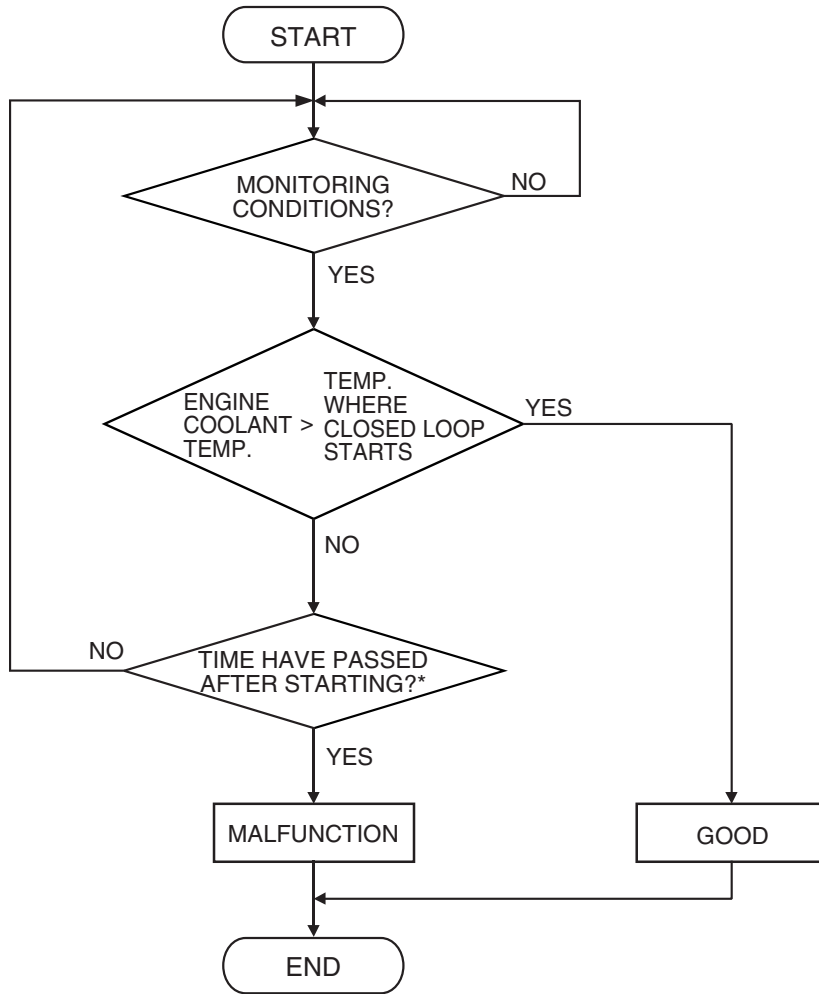 START
MONITORING
CONDITIONS?
NO
YES
ENGINE
COOLANT >
TEMP.
TEMP.
WHERE
CLOSED LOOP
STARTS
YES
NO
NO
TIME HAVE PASSED
AFTER STARTING?*
YES
MALFUNCTION
GOOD
END